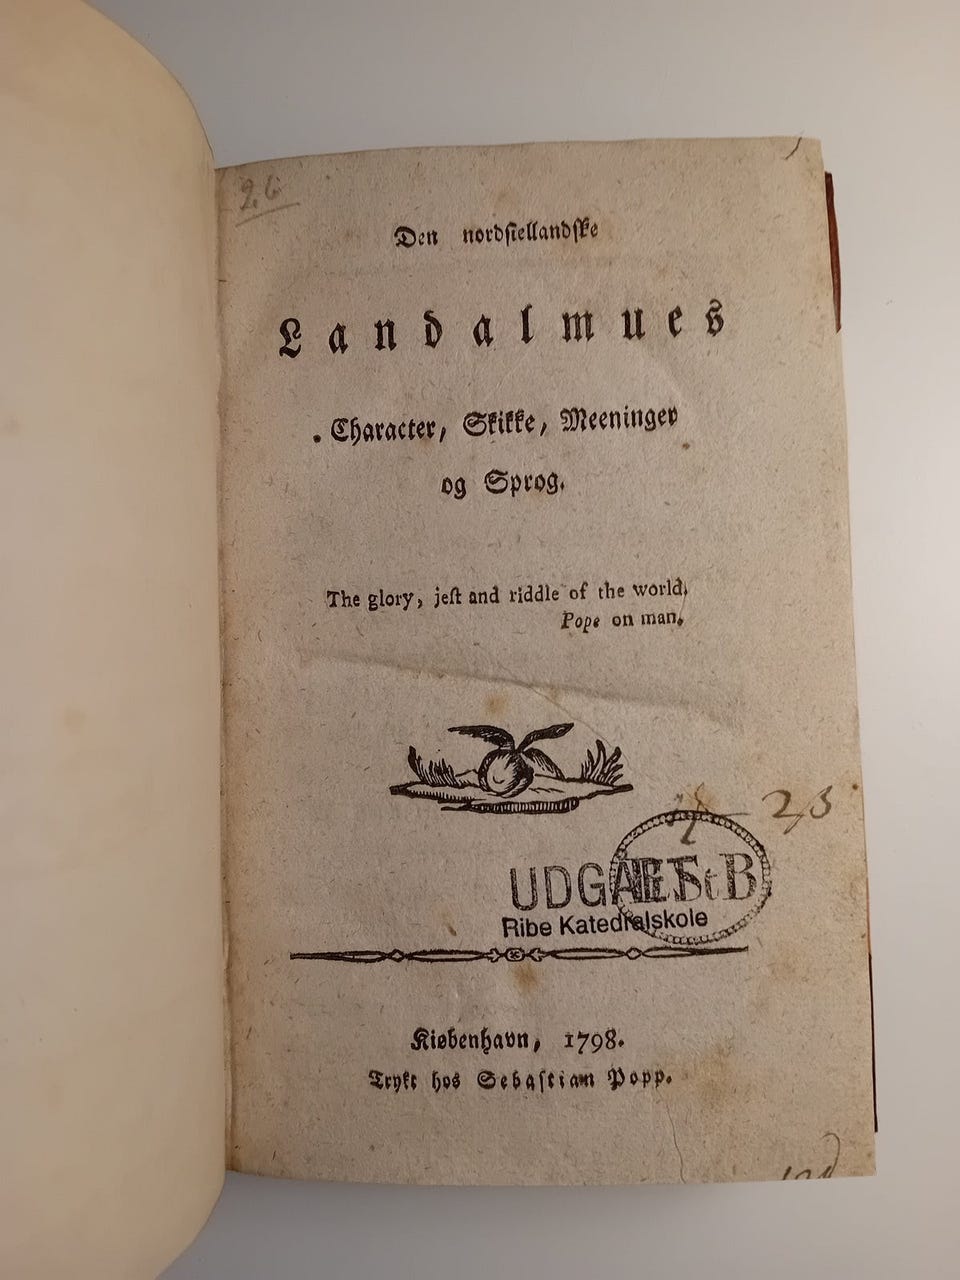 26
Den nordsiellandske
Landalmues
Character, Skikke, Meeninger
og Sprog.
The glory, jeſt and riddle of the world.
Pope on man.
23
UDGÅET
Ribe Katedralskole
Kiøbenhavn, 1798.
Trykt hos Sebastian Popp.